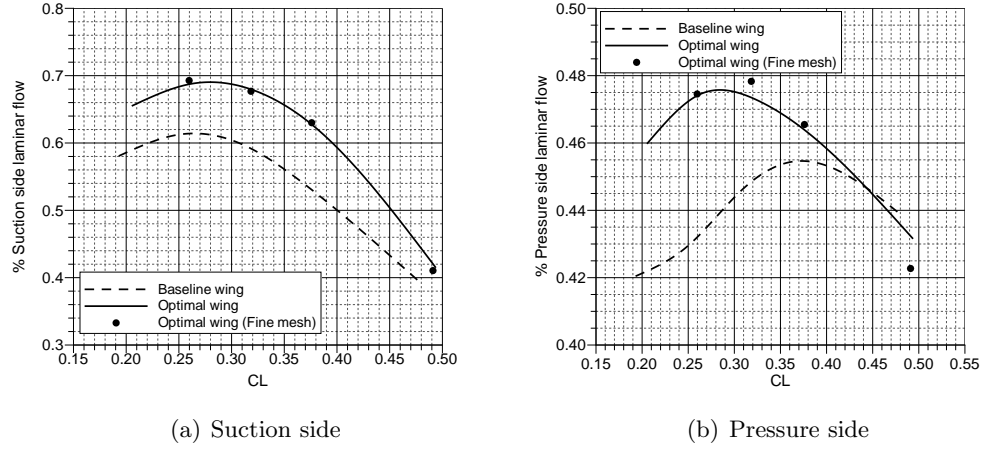 0.8
0.7
0.6
0.5
0.4
0.3
% Suction side laminar flow
Baseline wing
Optimal wing
Optimal wing (Fine mesh)
0.15 0.20 0.25 0.30 0.35 0.40 0.45 0.50
CL
(a) Suction side
0.50
0.48
0.46
0.44
0.42
0.40
% Pressure side laminar flow
Baseline wing
Optimal wing
Optimal wing (Fine mesh)
0.15 0.20 0.25 0.30 0.35 0.40 0.45 0.50 0.55
CL
(b) Pressure side